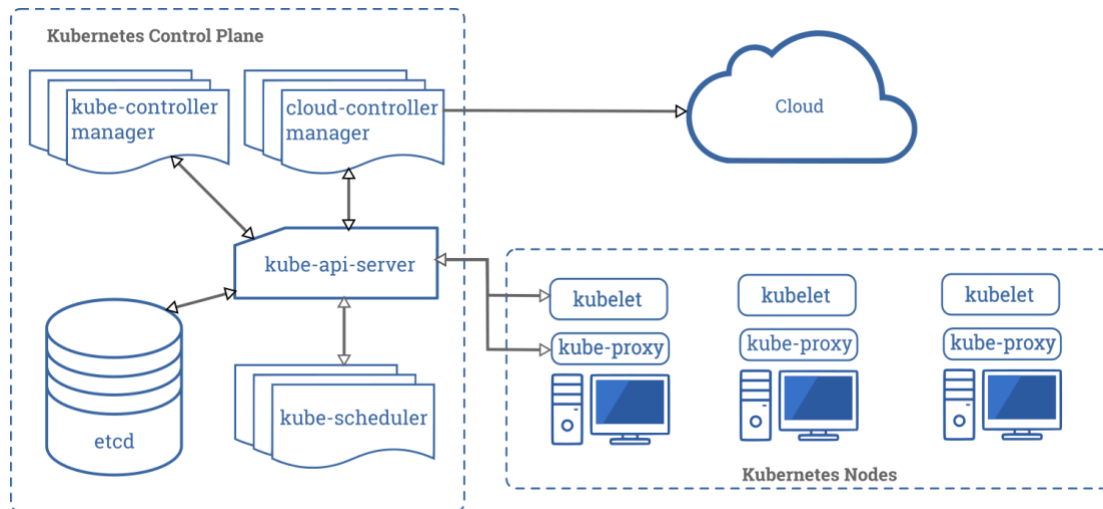 Kubernetes Control Plane
kube-controller
manager
cloud-controller
manager
Cloud
kube-api-server
kubelet
kubelet
kubelet
kube-proxy
kube-proxy
kube-proxy
kube-scheduler
etcd
Kubernetes Nodes